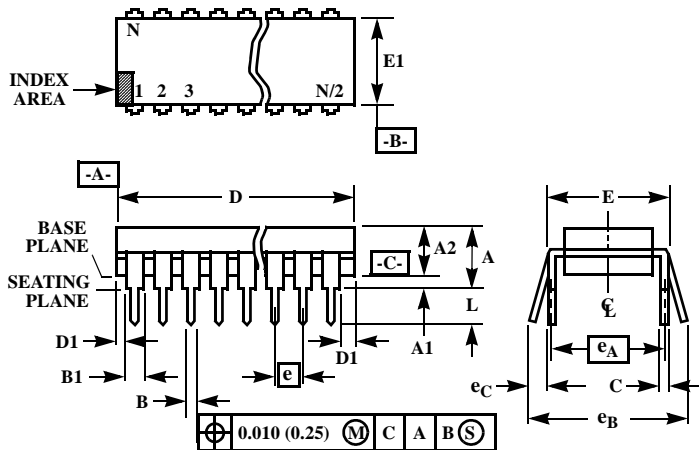 N
E1
INDEX
AREA
1 2 3 N/2
-B-
-A-
D
E
BASE
PLANE
A2
A
-C-
SEATING
PLANE
L
C
L
D1
A1
D1
eA
B1
e
eC
C
B
eB
0.010 (0.25) M C A B S